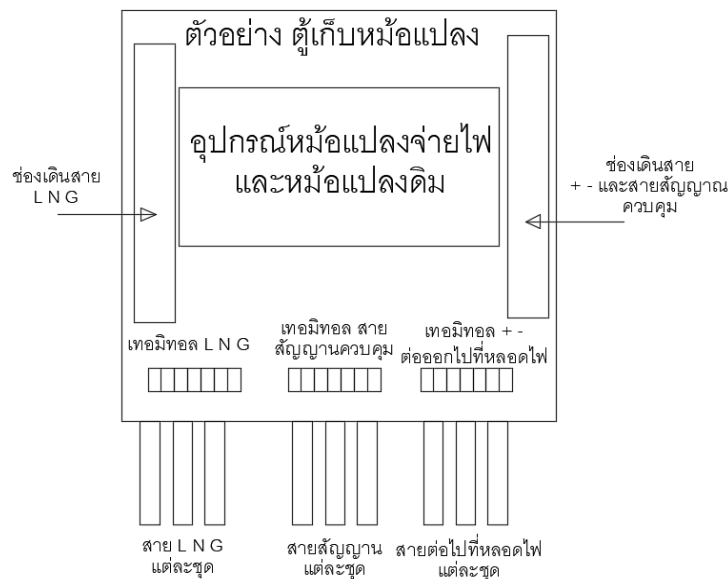 ตัวอย่าง ตู้เก็บหม้อแปลง
อุปกรณ์หม้อแปลงจ่ายไฟ
และหม้อแปลงดิม
ช่องเดินสาย
L N G
ช่องเดินสาย
+ - และสายสัญญาณ
ควบคุม
เทอมิทอล L N G
เทอมิทอล สาย
สัญญานควบคุม
เทอมิทอล + -
ต่อออกไปที่หลอดไฟ
สาย L N G
แต่ละชุด
สายสัญญาน
แต่ละชุด
สายต่อไปที่หลอดไฟ
แต่ละชุด